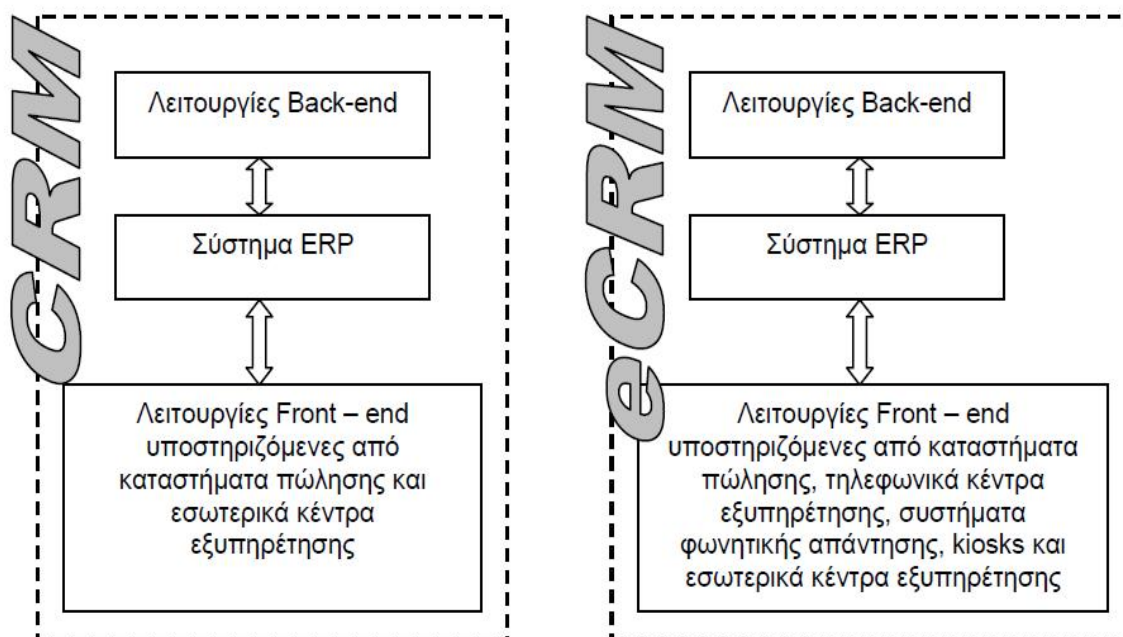 CRM
Λειτουργίες Back-end
Σύστημα ERP
Λειτουργίες Front – end
υποστηριζόμενες από
καταστήματα πώλησης και
εσωτερικά κέντρα
εξυπηρέτησης
eCRM
Λειτουργίες Back-end
Σύστημα ERP
Λειτουργίες Front – end
υποστηριζόμενες από καταστήματα
πώλησης, τηλεφωνικά κέντρα
εξυπηρέτησης, συστήματα
φωνητικής απάντησης, kiosks και
εσωτερικά κέντρα εξυπηρέτησης